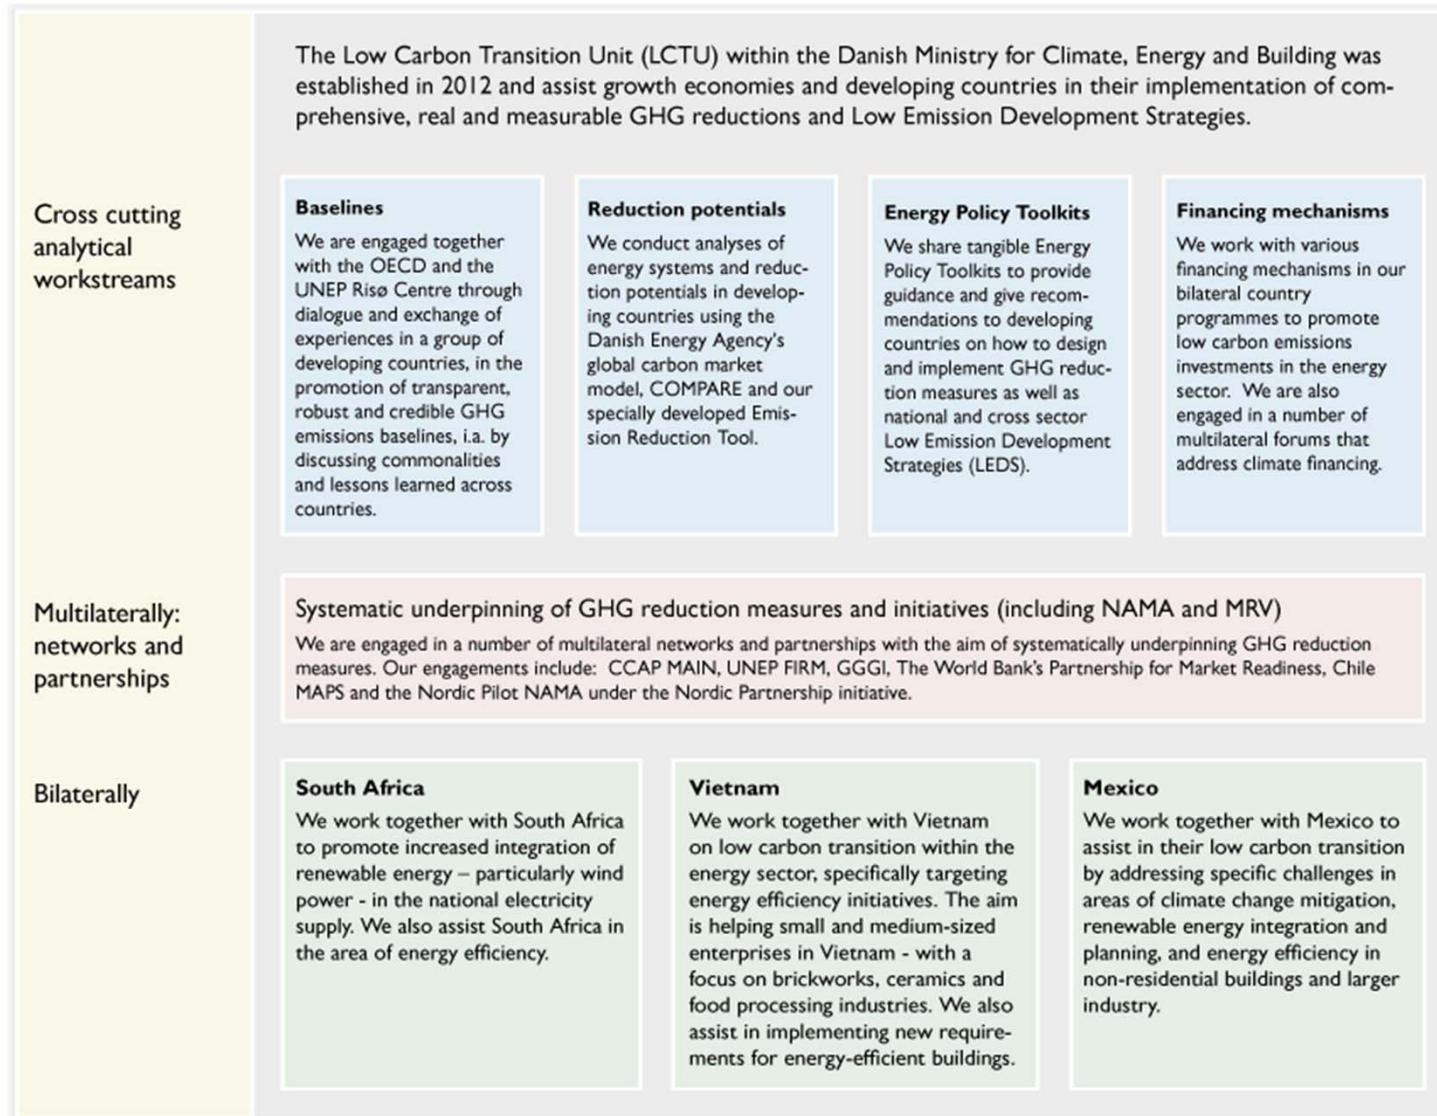 The Low Carbon Transition Unit (LCTU) within the Danish Ministry for Climate, Energy and Building was
established in 2012 and assist growth economies and developing countries in their implementation of com-
prehensive, real and measurable GHG reductions and Low Emission Development Strategies.
Cross cutting
analytical
workstreams
Baselines
We are engaged together
with the OECD and the
UNEP Risø Centre through
dialogue and exchange of
experiences in a group of
developing countries, in the
promotion of transparent,
robust and credible GHG
emissions baselines, i.a. by
discussing commonalities
and lessons learned across
countries.
Reduction potentials
We conduct analyses of
energy systems and reduc-
tion potentials in develop-
ing countries using the
Danish Energy Agency's
global carbon market
model, COMPARE and our
specially developed Emis-
sion Reduction Tool.
Energy Policy Toolkits
We share tangible Energy
Policy Toolkits to provide
guidance and give recom-
mendations to developing
countries on how to design
and implement GHG reduc-
tion measures as well as
national and cross sector
Low Emission Development
Strategies (LEDS).
Financing mechanisms
We work with various
financing mechanisms in our
bilateral country
programmes to promote
low carbon emissions
investments in the energy
sector.  We are also
engaged in a number of
multilateral forums that
address climate financing.
Multilaterally:
networks and
partnerships
Systematic underpinning of GHG reduction measures and initiatives (including NAMA and MRV)
We are engaged in a number of multilateral networks and partnerships with the aim of systematically underpinning GHG reduction
measures. Our engagements include:  CCAP MAIN, UNEP FIRM, GGGI, The World Bank's Partnership for Market Readiness, Chile
MAPS and the Nordic Pilot NAMA under the Nordic Partnership initiative.
Bilaterally
South Africa
We work together with South Africa
to promote increased integration of
renewable energy – particularly wind
power - in the national electricity
supply. We also assist South Africa in
the area of energy efficiency.
Vietnam
We work together with Vietnam
on low carbon transition within the
energy sector, specifically targeting
energy efficiency initiatives. The aim
is helping small and medium-sized
enterprises in Vietnam - with a
focus on brickworks, ceramics and
food processing industries. We also
assist in implementing new require-
ments for energy-efficient buildings.
Mexico
We work together with Mexico to
assist in their low carbon transition
by addressing specific challenges in
areas of climate change mitigation,
renewable energy integration and
planning, and energy efficiency in
non-residential buildings and larger
industry.